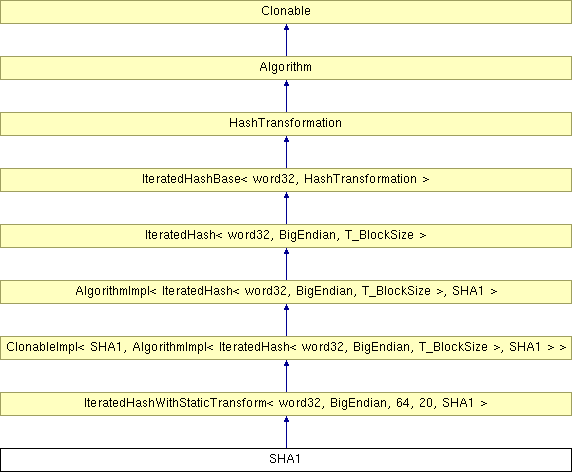 Clonable
Algorithm
HashTransformation
IteratedHashBase< word32, HashTransformation >
IteratedHash< word32, BigEndian, T_BlockSize >
AlgorithmImpl< IteratedHash< word32, BigEndian, T_BlockSize >, SHA1 >
ClonableImpl< SHA1, AlgorithmImpl< IteratedHash< word32, BigEndian, T_BlockSize >, SHA1 > >
IteratedHashWithStaticTransform< word32, BigEndian, 64, 20, SHA1 >
SHA1